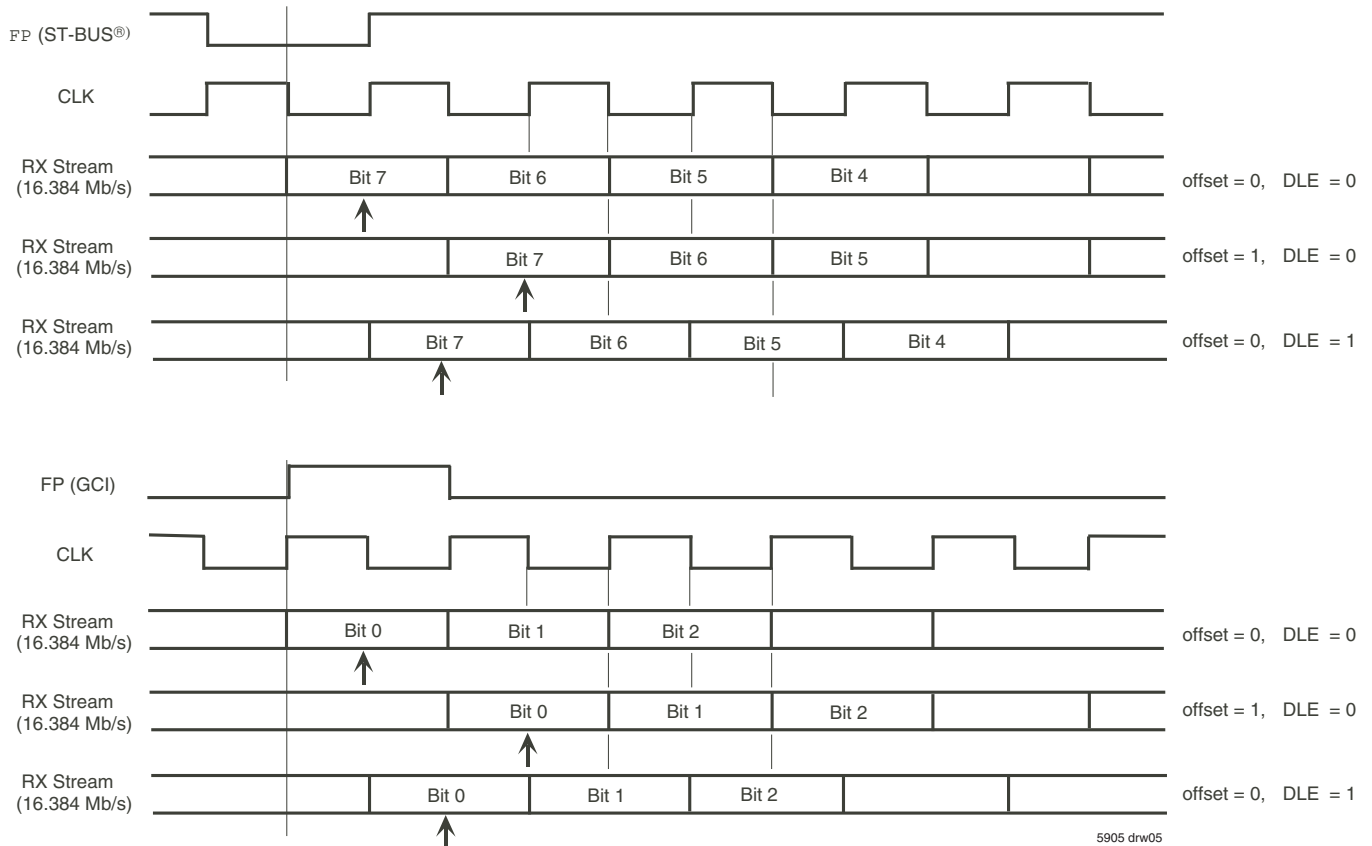 FP (ST-BUS®)
CLK
RX Stream
(16.384 Mb/s)
Bit 7 Bit 6 Bit 5 Bit 4
offset = 0, DLE = 0
RX Stream
(16.384 Mb/s)
Bit 7 Bit 6 Bit 5
offset = 1, DLE = 0
RX Stream
(16.384 Mb/s)
Bit 7 Bit 6 Bit 5 Bit 4
offset = 0, DLE = 1
FP (GCI)
CLK
RX Stream
(16.384 Mb/s)
Bit 0 Bit 1 Bit 2
offset = 0, DLE = 0
RX Stream
(16.384 Mb/s)
Bit 0 Bit 1 Bit 2
offset = 1, DLE = 0
RX Stream
(16.384 Mb/s)
Bit 0 Bit 1 Bit 2
offset = 0, DLE = 1
5905 drw05